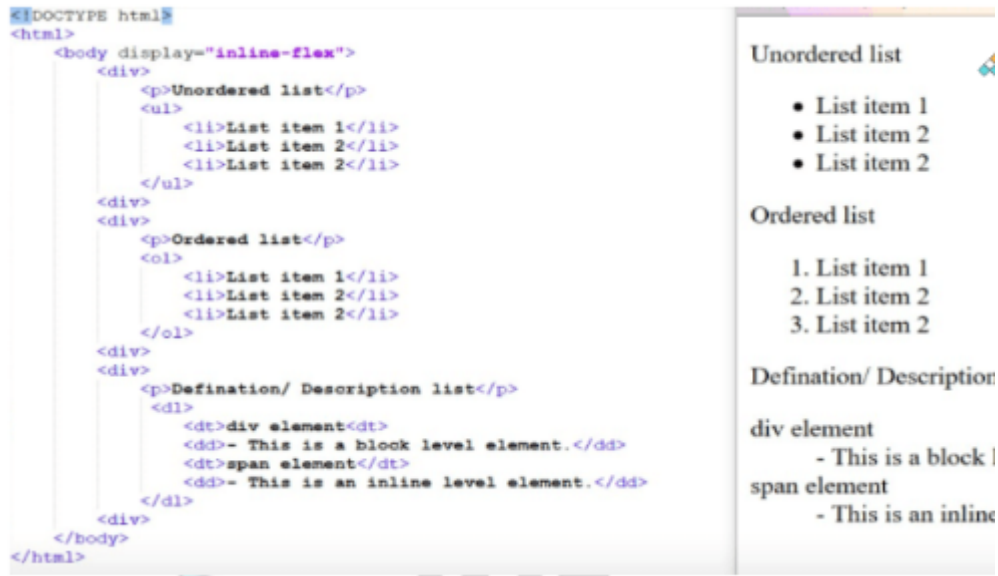 <!DOCTYPE html>
<html>
<body display="inline-flex">
<div>
<p>Unordered list</p>
<ul>
<li>List item 1</li>
<li>List item 2</li>
<li>List item 2</li>
</ul>
<div>
<div>
<p>Ordered list</p>
<ol>
<li>List item 1</li>
<li>List item 2</li>
<li>List item 2</li>
</ol>
<div>
<div>
<p>Defination/ Description list</p>
<dl>
<dt>div element<dt>
<dd>- This is a block level element.</dd>
<dt>span element</dt>
<dd>- This is an inline level element.</dd>
</dl>
<div>
</body>
</html>
Unordered list
• List item 1
• List item 2
• List item 2
Ordered list
1. List item 1
2. List item 2
3. List item 2
Defination/ Description
div element
- This is a block
span element
- This is an inline